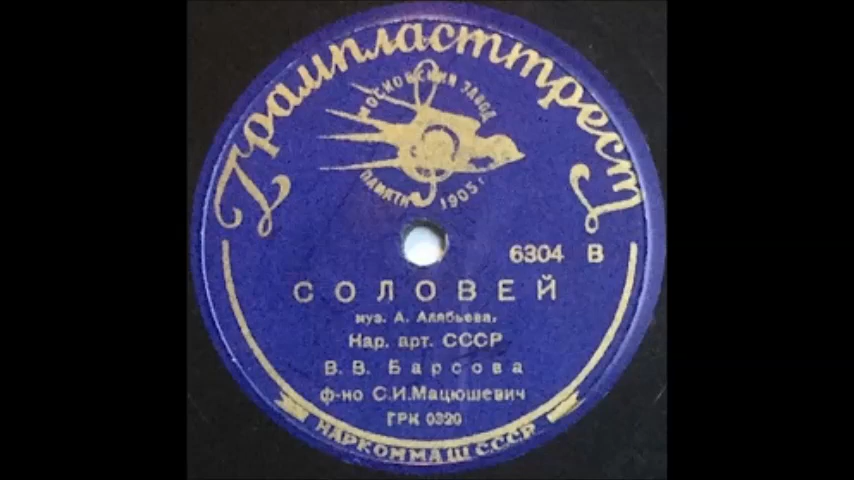 Грампласттрест
МОСКОВСКИЙ ЗАВОД
ПАМЯТИ 1905 г
6304 В
СОЛОВЕЙ
муз. А. Алябьева.
Нар. арт. СССР
В. В. Барсова
ф-но С.И.Мацюшевич
ГРК 0320
НАРКОММАШ СССР